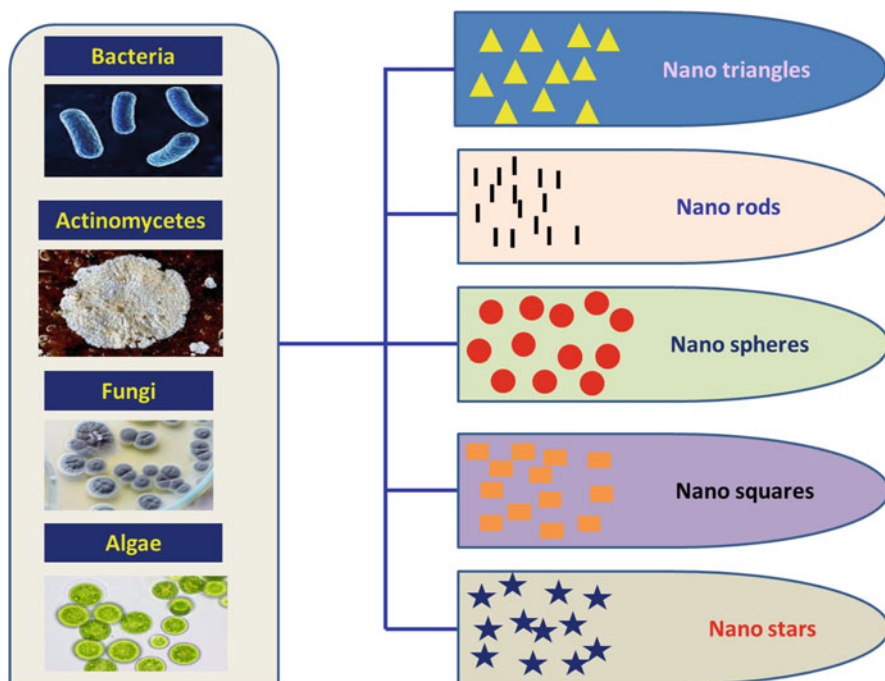 Bacteria
Actinomycetes
Fungi
Algae
Nano triangles
Nano rods
Nano spheres
Nano squares
Nano stars